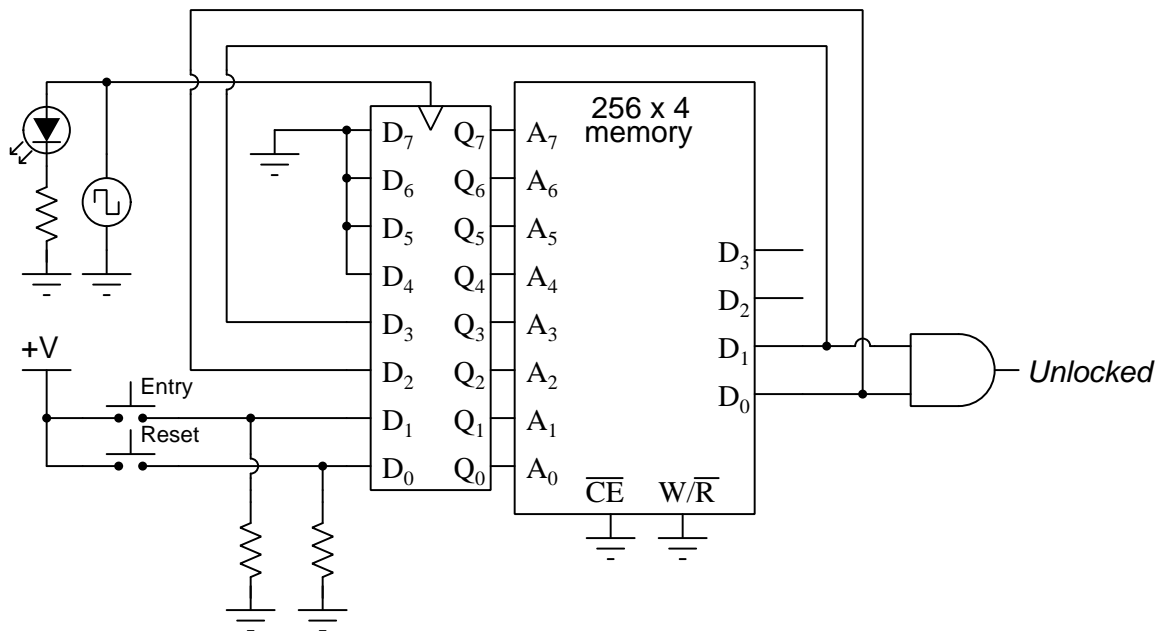 256 x 4
memory
D₇ Q₇ A₇
D₆ Q₆ A₆
D₅ Q₅ A₅
D₄ Q₄ A₄
D₃ Q₃ A₃
D₂ Q₂ A₂
D₁ Q₁ A₁
D₀ Q₀ A₀
D₃
D₂
D₁
D₀
C̅E̅ W/R̅
+V
Entry
Reset
Unlocked